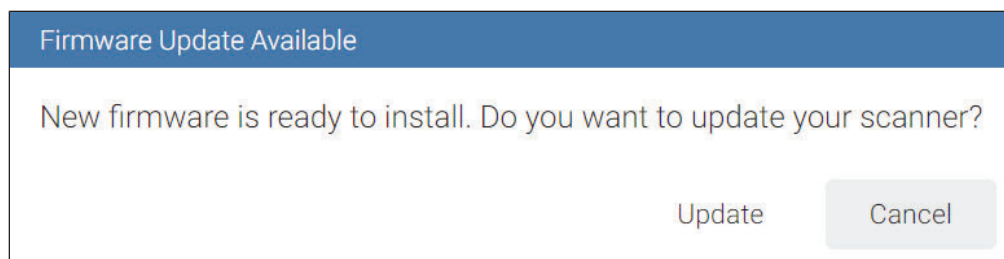 Firmware Update Available
New firmware is ready to install. Do you want to update your scanner?
Update Cancel